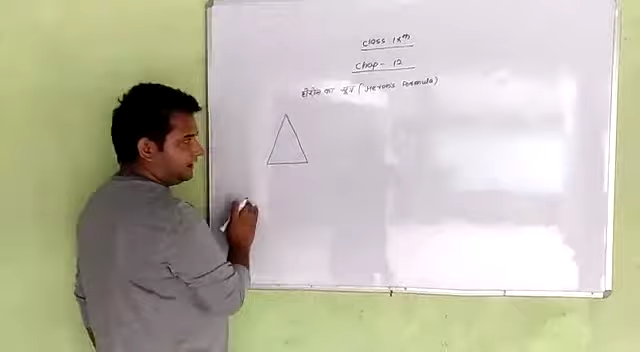 Class IXth
Chap - 12
हीरोन का सूत्र (Heron's Formula)